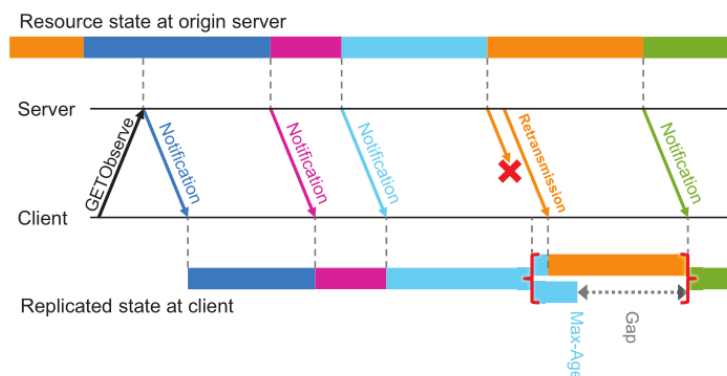 Resource state at origin server
Server
GETObserve
Notification
Notification
Notification
Retransmission
Notification
Client
Replicated state at client
Max-Age
Gap